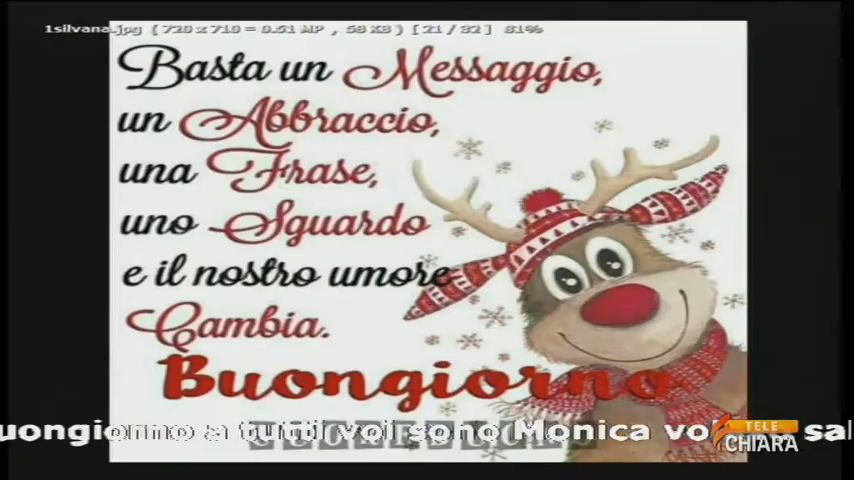 1silvana.jpg ( 720 x 710 = 0.51 MP , 58 KB ) [ 21 / 32 ] 81%
Basta un Messaggio,
un Abbraccio,
una Frase,
uno Sguardo
e il nostro umore
Cambia.
Buongiorno
uongiorno a tutti voi sono Monica vo sal
TELE
CHIARA